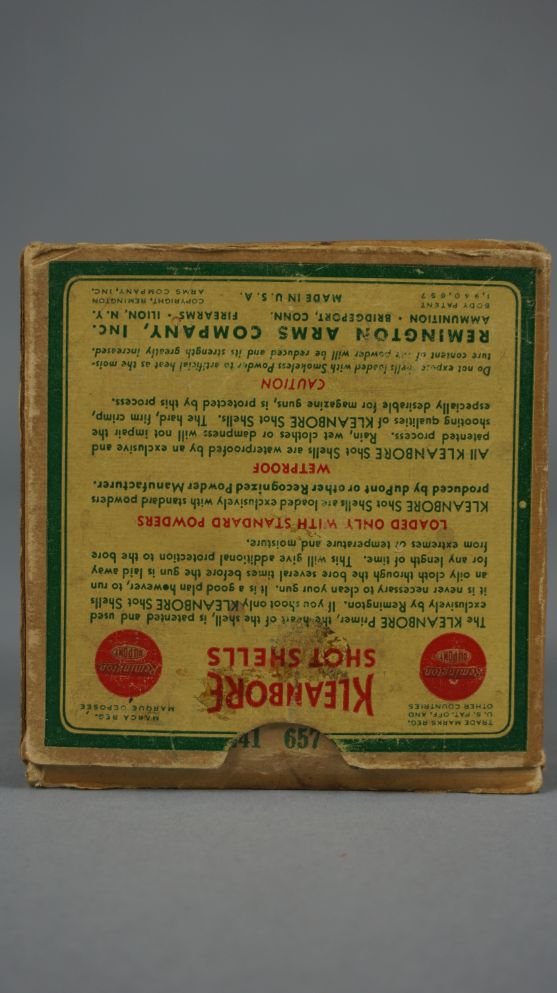 TRADE MARKS REG.
U. S. PAT. OFF. AND
OTHER COUNTRIES
MARCA REG.
MARQUE DEPOSEE
Remington
DU PONT
KLEANBORE
SHOT SHELLS
Remington
DU PONT
The KLEANBORE Primer, the heart of the shell, is patented and used
exclusively by Remington. If you shoot only KLEANBORE Shot Shells
it is never necessary to clean your gun. It is a good plan however, to run
an oily cloth through the bore several times before the gun is laid away
for any length of time. This will give additional protection to the bore
from extremes of temperature and moisture.
LOADED ONLY WITH STANDARD POWDERS
KLEANBORE Shot Shells are loaded exclusively with standard powders
produced by duPont or other Recognized Powder Manufacturer.
WETPROOF
All KLEANBORE Shot Shells are waterproofed by an exclusive and
patented process. Rain, wet clothes or dampness will not impair the
shooting qualities of KLEANBORE Shot Shells. The hard, firm crimp,
especially desirable for magazine guns, is protected by this process.
CAUTION
Do not expose shells loaded with Smokeless Powder to artificial heat as the mois-
ture content of the powder will be reduced and its strength greatly increased.
REMINGTON ARMS COMPANY, INC.
AMMUNITION • BRIDGEPORT, CONN. FIREARMS • ILION, N. Y.
BODY PATENT
1,940,657
MADE IN U. S. A.
COPYRIGHT, REMINGTON
ARMS COMPANY, INC.
41 657